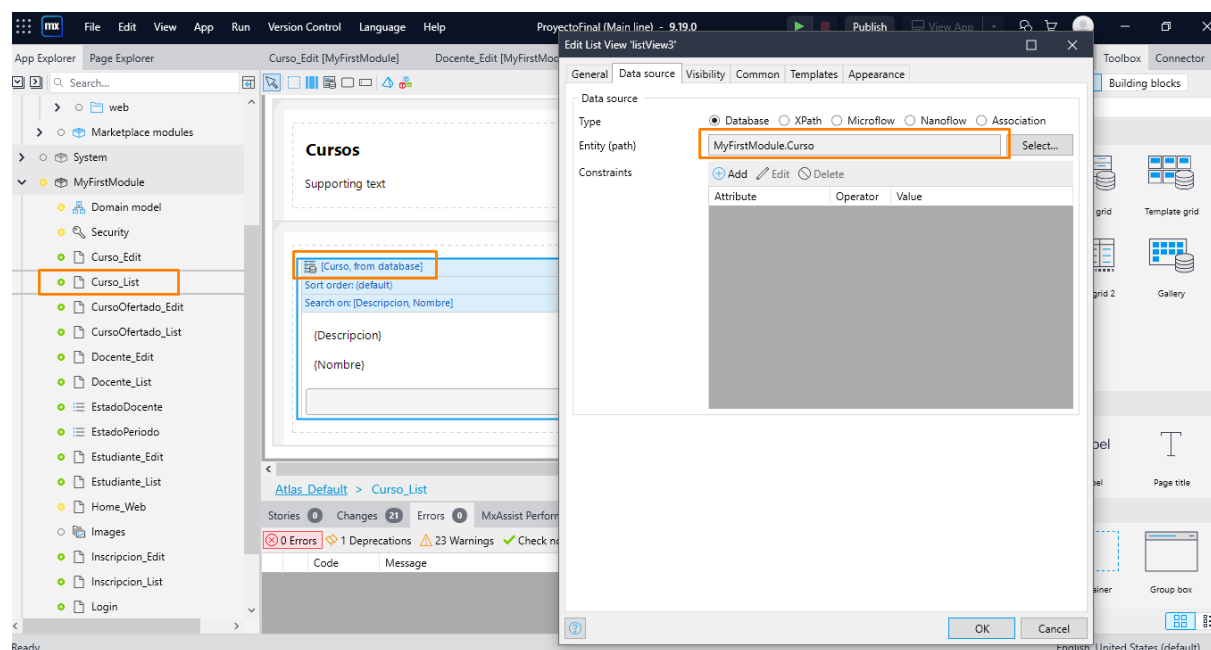 mx File Edit View App Run Version Control Language Help ProyectoFinal (Main line) - 9.19.0 Publish View App
App Explorer Page Explorer
Search...
web
Marketplace modules
System
MyFirstModule
Domain model
Security
Curso_Edit
Curso_List
CursoOfertado_Edit
CursoOfertado_List
Docente_Edit
Docente_List
EstadoDocente
EstadoPeriodo
Estudiante_Edit
Estudiante_List
Home_Web
Images
Inscripcion_Edit
Inscripcion_List
Login
Ready
Curso_Edit [MyFirstModule] Docente_Edit [MyFirstMod
Cursos
Supporting text
[Curso, from database]
Sort order: (default)
Search on: [Descripcion, Nombre]
{Descripcion}
{Nombre}
Atlas_Default > Curso_List
Stories 0 Changes 21 Errors 0 MxAssist Perform
0 Errors 1 Deprecations 23 Warnings Check no
Code Message
Edit List View 'listView3'
General Data source Visibility Common Templates Appearance
Data source
Type Database XPath Microflow Nanoflow Association
Entity (path) MyFirstModule.Curso Select...
Constraints Add Edit Delete
Attribute Operator Value
OK Cancel
Toolbox Connector
Building blocks
grid Template grid
grid 2 Gallery
Page title
Group box
English, United States (default)